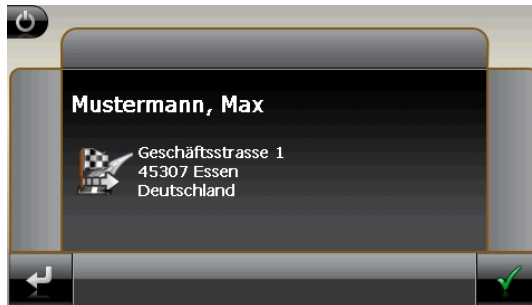 Mustermann, Max
Geschäftsstrasse 1
45307 Essen
Deutschland